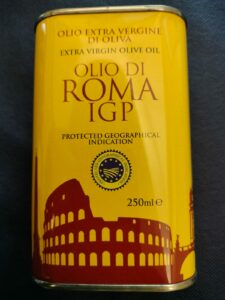 OLIO EXTRA VERGINE
DI OLIVA
EXTRA VIRGIN OLIVE OIL
OLIO DI
ROMA
IGP
PROTECTED GEOGRAPHICAL
INDICATION
250ml e